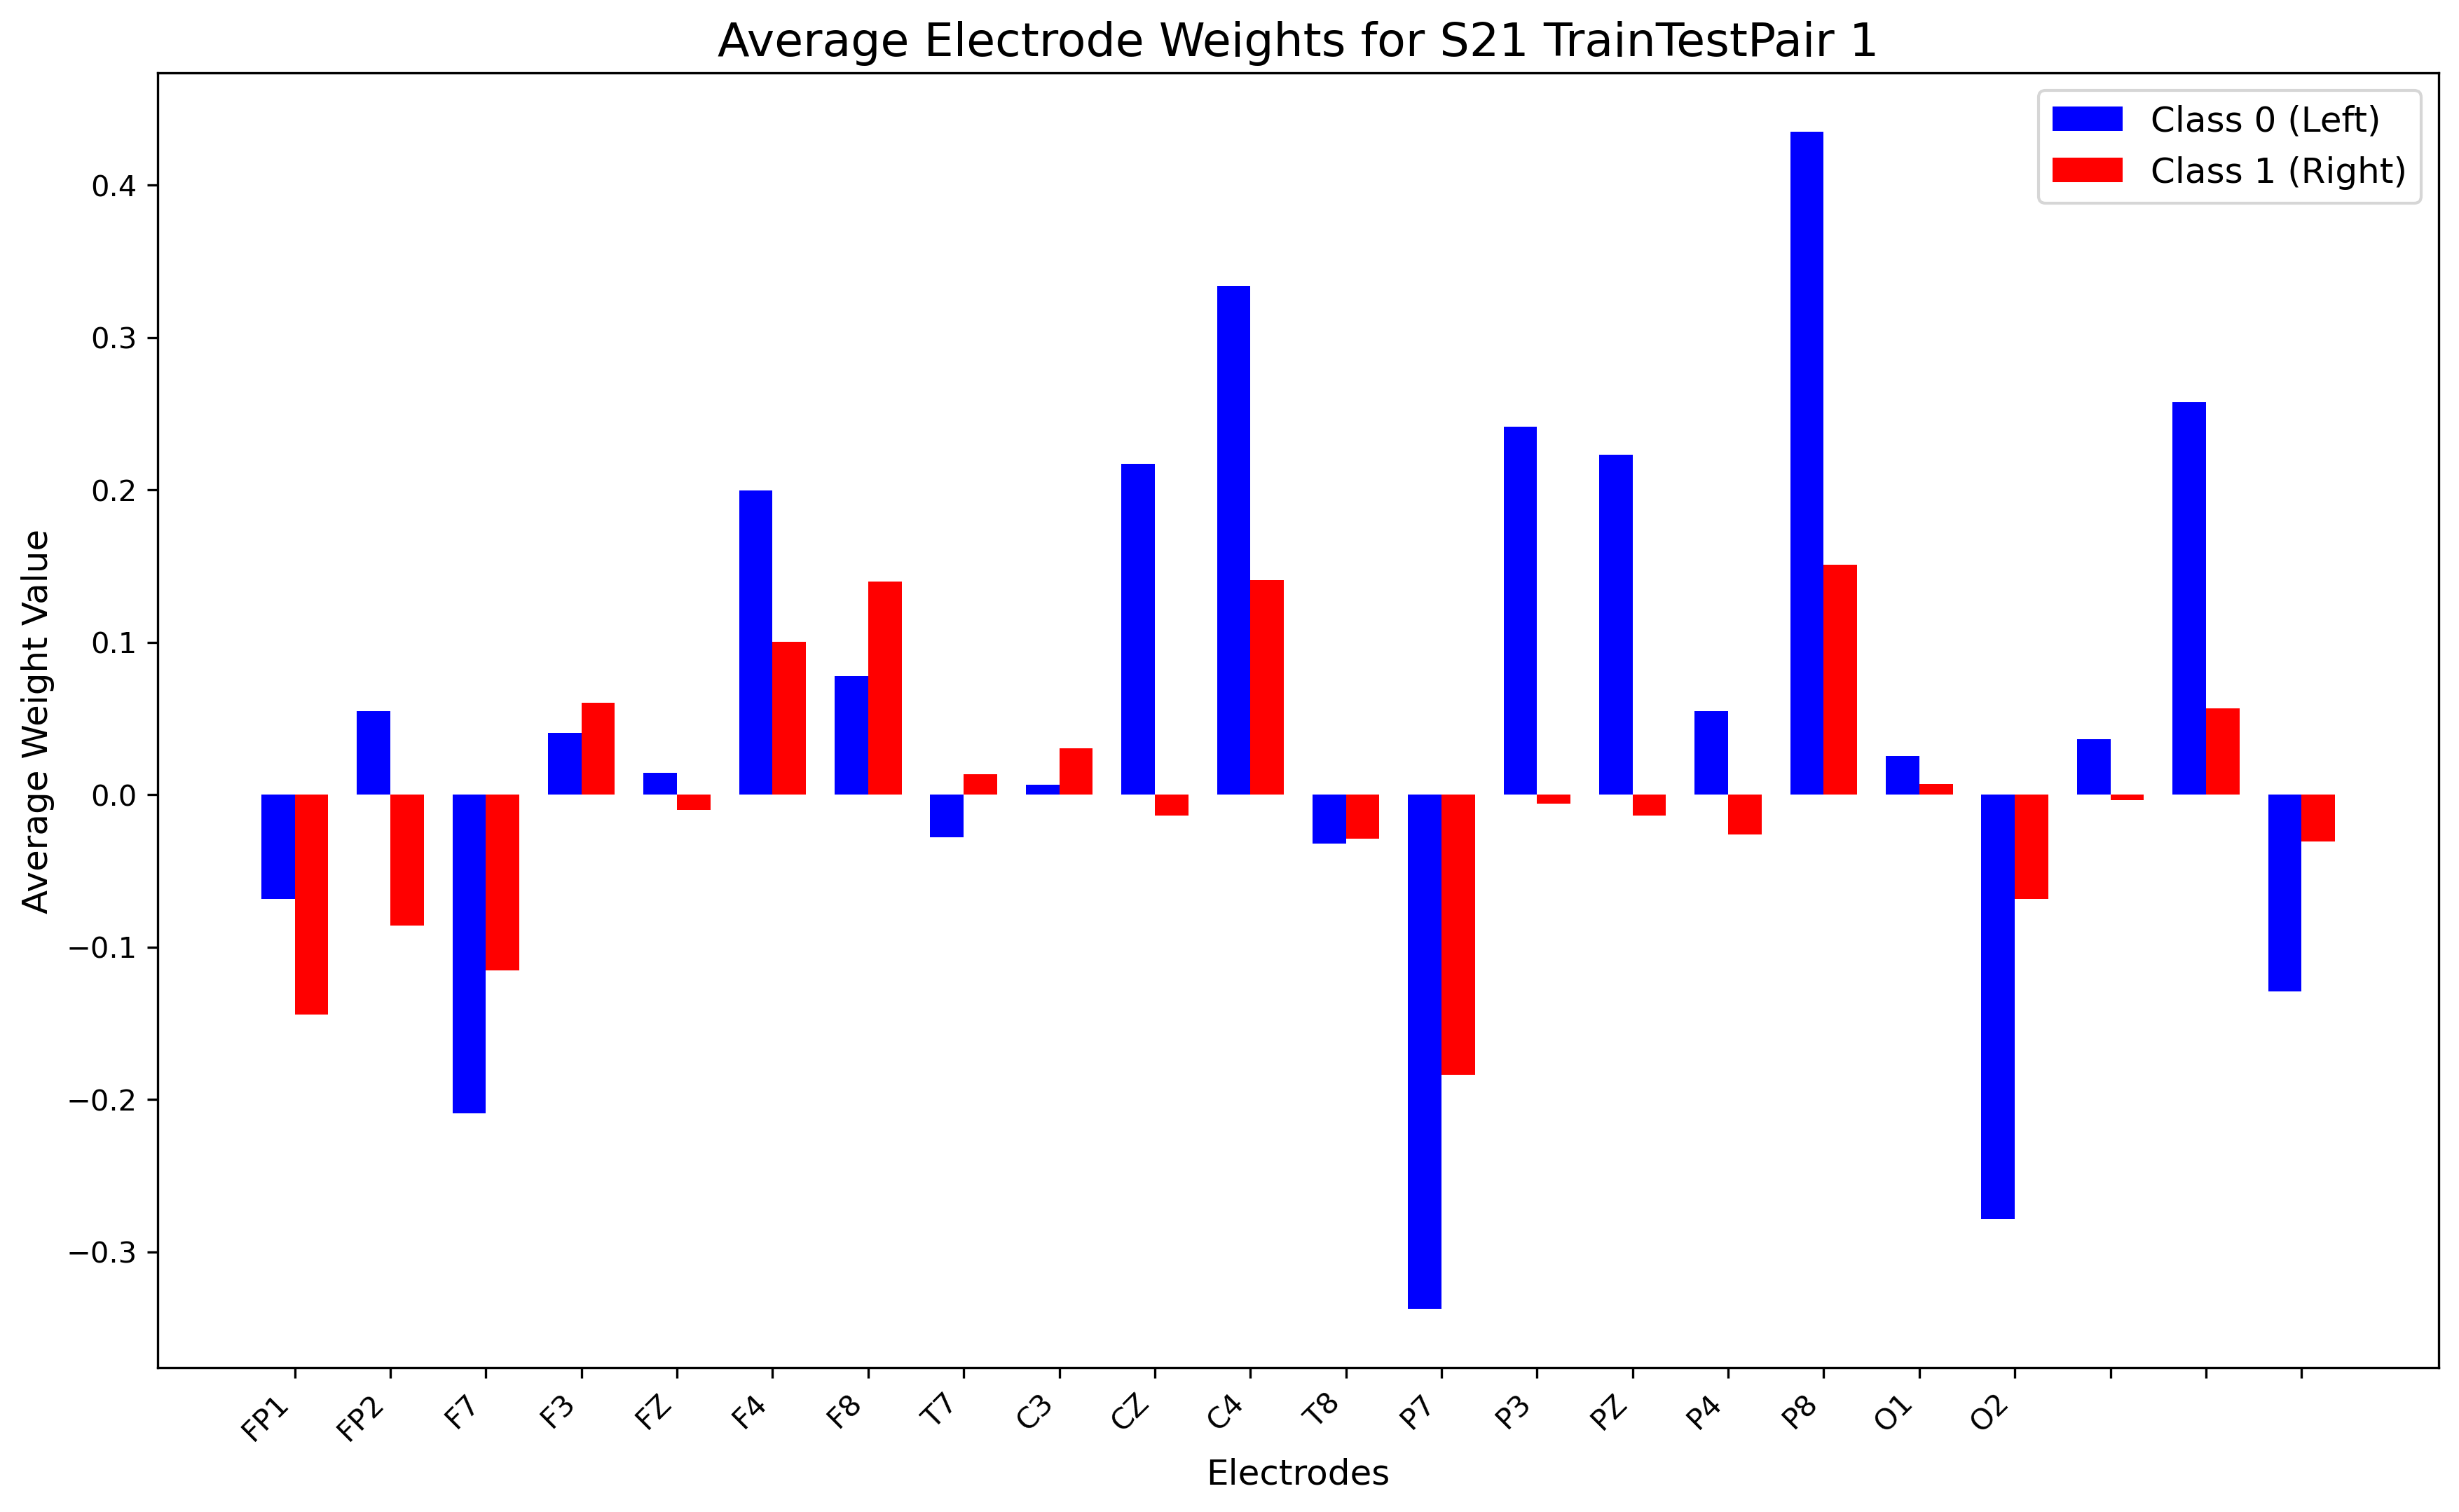 Average Electrode Weights for S21 TrainTestPair 1
Class 0 (Left)
Class 1 (Right)
Average Weight Value
0.4
0.3
0.2
0.1
0.0
−0.1
−0.2
−0.3
FP1 FP2 F7 F3 FZ F4 F8 T7 C3 CZ C4 T8 P7 P3 PZ P4 P8 O1 O2
Electrodes